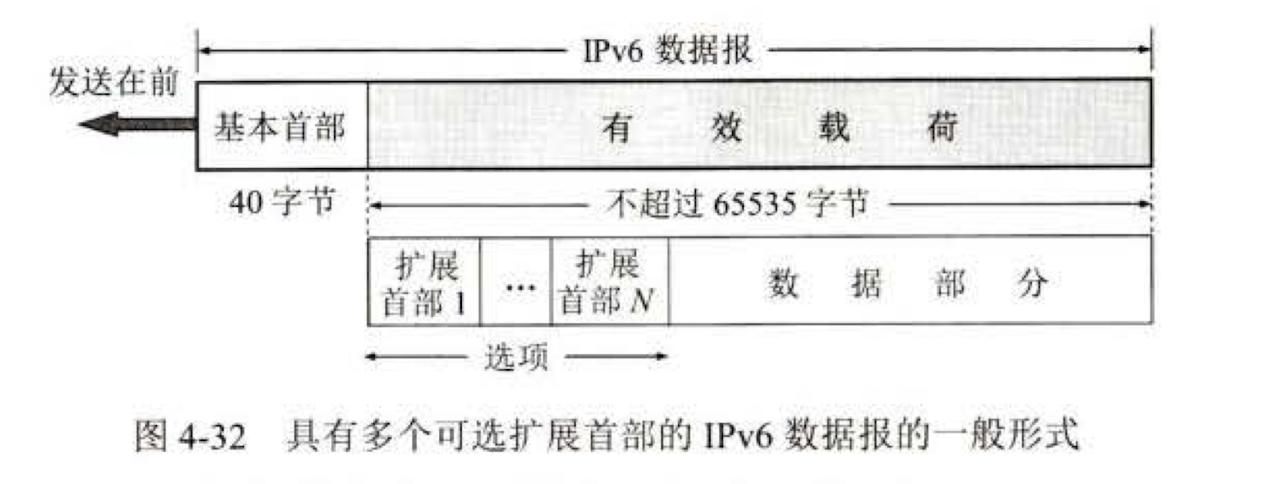 IPv6 数据报
发送在前
基本首部
有 效 载 荷
40 字节
不超过 65535 字节
扩展
首部 1
...
扩展
首部 N
数 据 部 分
选项
图 4-32 具有多个可选扩展首部的 IPv6 数据报的一般形式